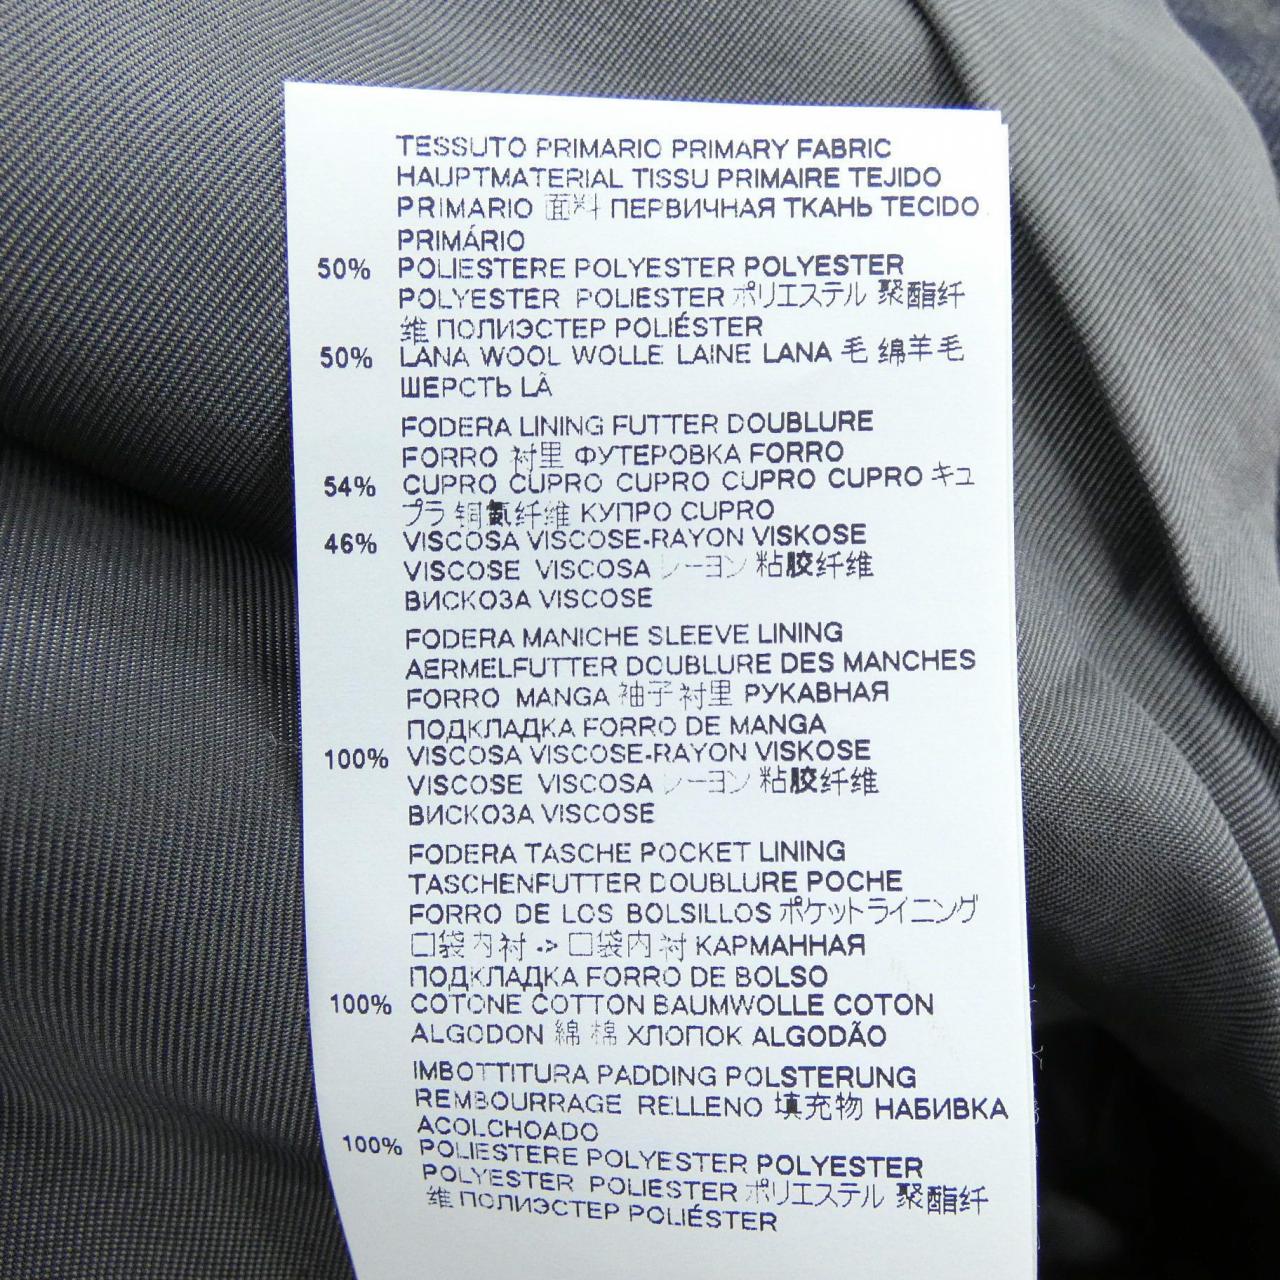 TESSUTO PRIMARIO PRIMARY FABRIC
HAUPTMATERIAL TISSU PRIMAIRE TEJIDO
PRIMARIO 面料 ПЕРВИЧНАЯ ТКАНЬ TECIDO
PRIMÁRIO
50% POLIESTERE POLYESTER POLYESTER
POLYESTER POLIESTER ポリエステル 聚酯纤
维 ПОЛИЭСТЕР POLIÉSTER
50% LANA WOOL WOLLE LAINE LANA 毛 绵羊毛
ШЕРСТЬ LÂ
FODERA LINING FUTTER DOUBLURE
FORRO 衬里 ФУТЕРОВКА FORRO
54% CUPRO CUPRO CUPRO CUPRO CUPRO キュ
プラ 铜氨纤维 КУПРО CUPRO
46% VISCOSA VISCOSE-RAYON VISKOSE
VISCOSE VISCOSA レーヨン 粘胶纤维
ВИСКОЗА VISCOSE
FODERA MANICHE SLEEVE LINING
AERMELFUTTER DOUBLURE DES MANCHES
FORRO MANGA 袖子衬里 РУКАВНАЯ
ПОДКЛАДКА FORRO DE MANGA
100% VISCOSA VISCOSE-RAYON VISKOSE
VISCOSE VISCOSA レーヨン 粘胶纤维
ВИСКОЗА VISCOSE
FODERA TASCHE POCKET LINING
TASCHENFUTTER DOUBLURE POCHE
FORRO DE LOS BOLSILLOS ポケットライニング
口袋内衬 -> 口袋内衬 КАРМАННАЯ
ПОДКЛАДКА FORRO DE BOLSO
100% COTONE COTTON BAUMWOLLE COTON
ALGODON 綿 棉 ХЛОПОК ALGODÃO
IMBOTTITURA PADDING POLSTERUNG
REMBOURRAGE RELLENO 填充物 НАБИВКА
ACOLCHOADO
100% POLIESTERE POLYESTER POLYESTER
POLYESTER POLIESTER ポリエステル 聚酯纤
维 ПОЛИЭСТЕР POLIÉSTER